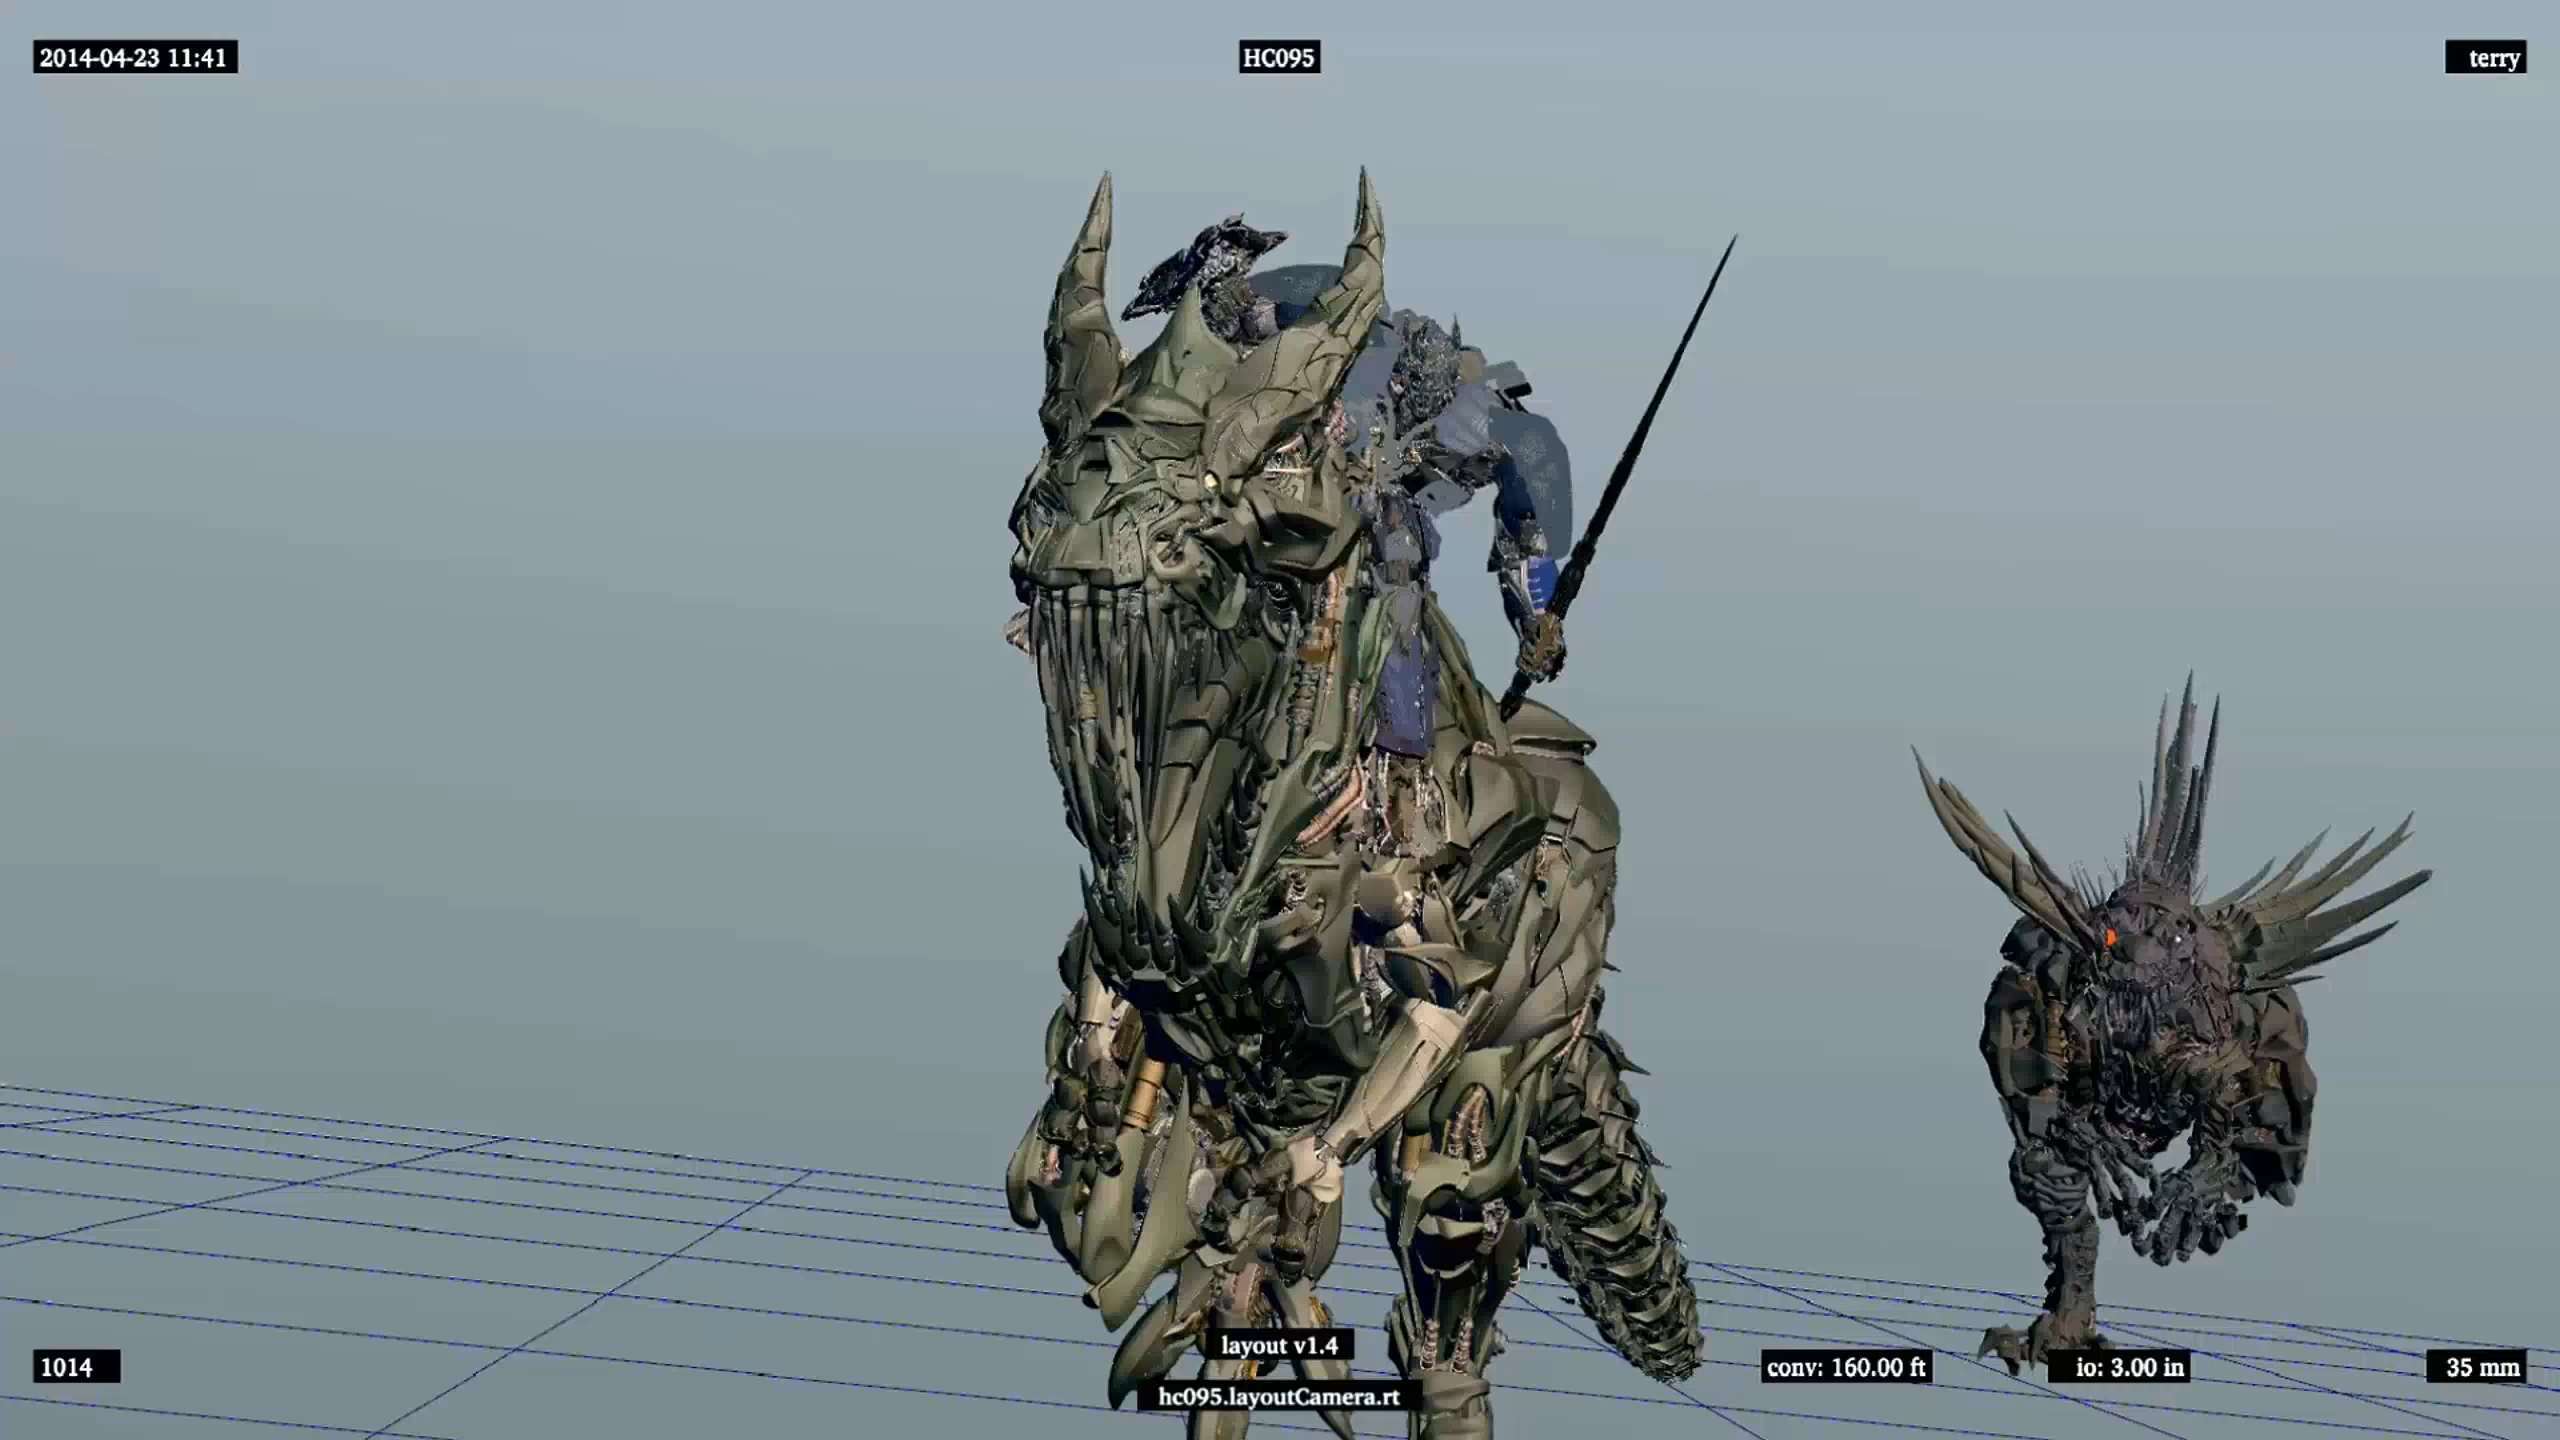 2014-04-23 11:41
HC095
terry
1014
layout v1.4
hc095.layoutCamera.rt
conv: 160.00 ft
io: 3.00 in
35 mm